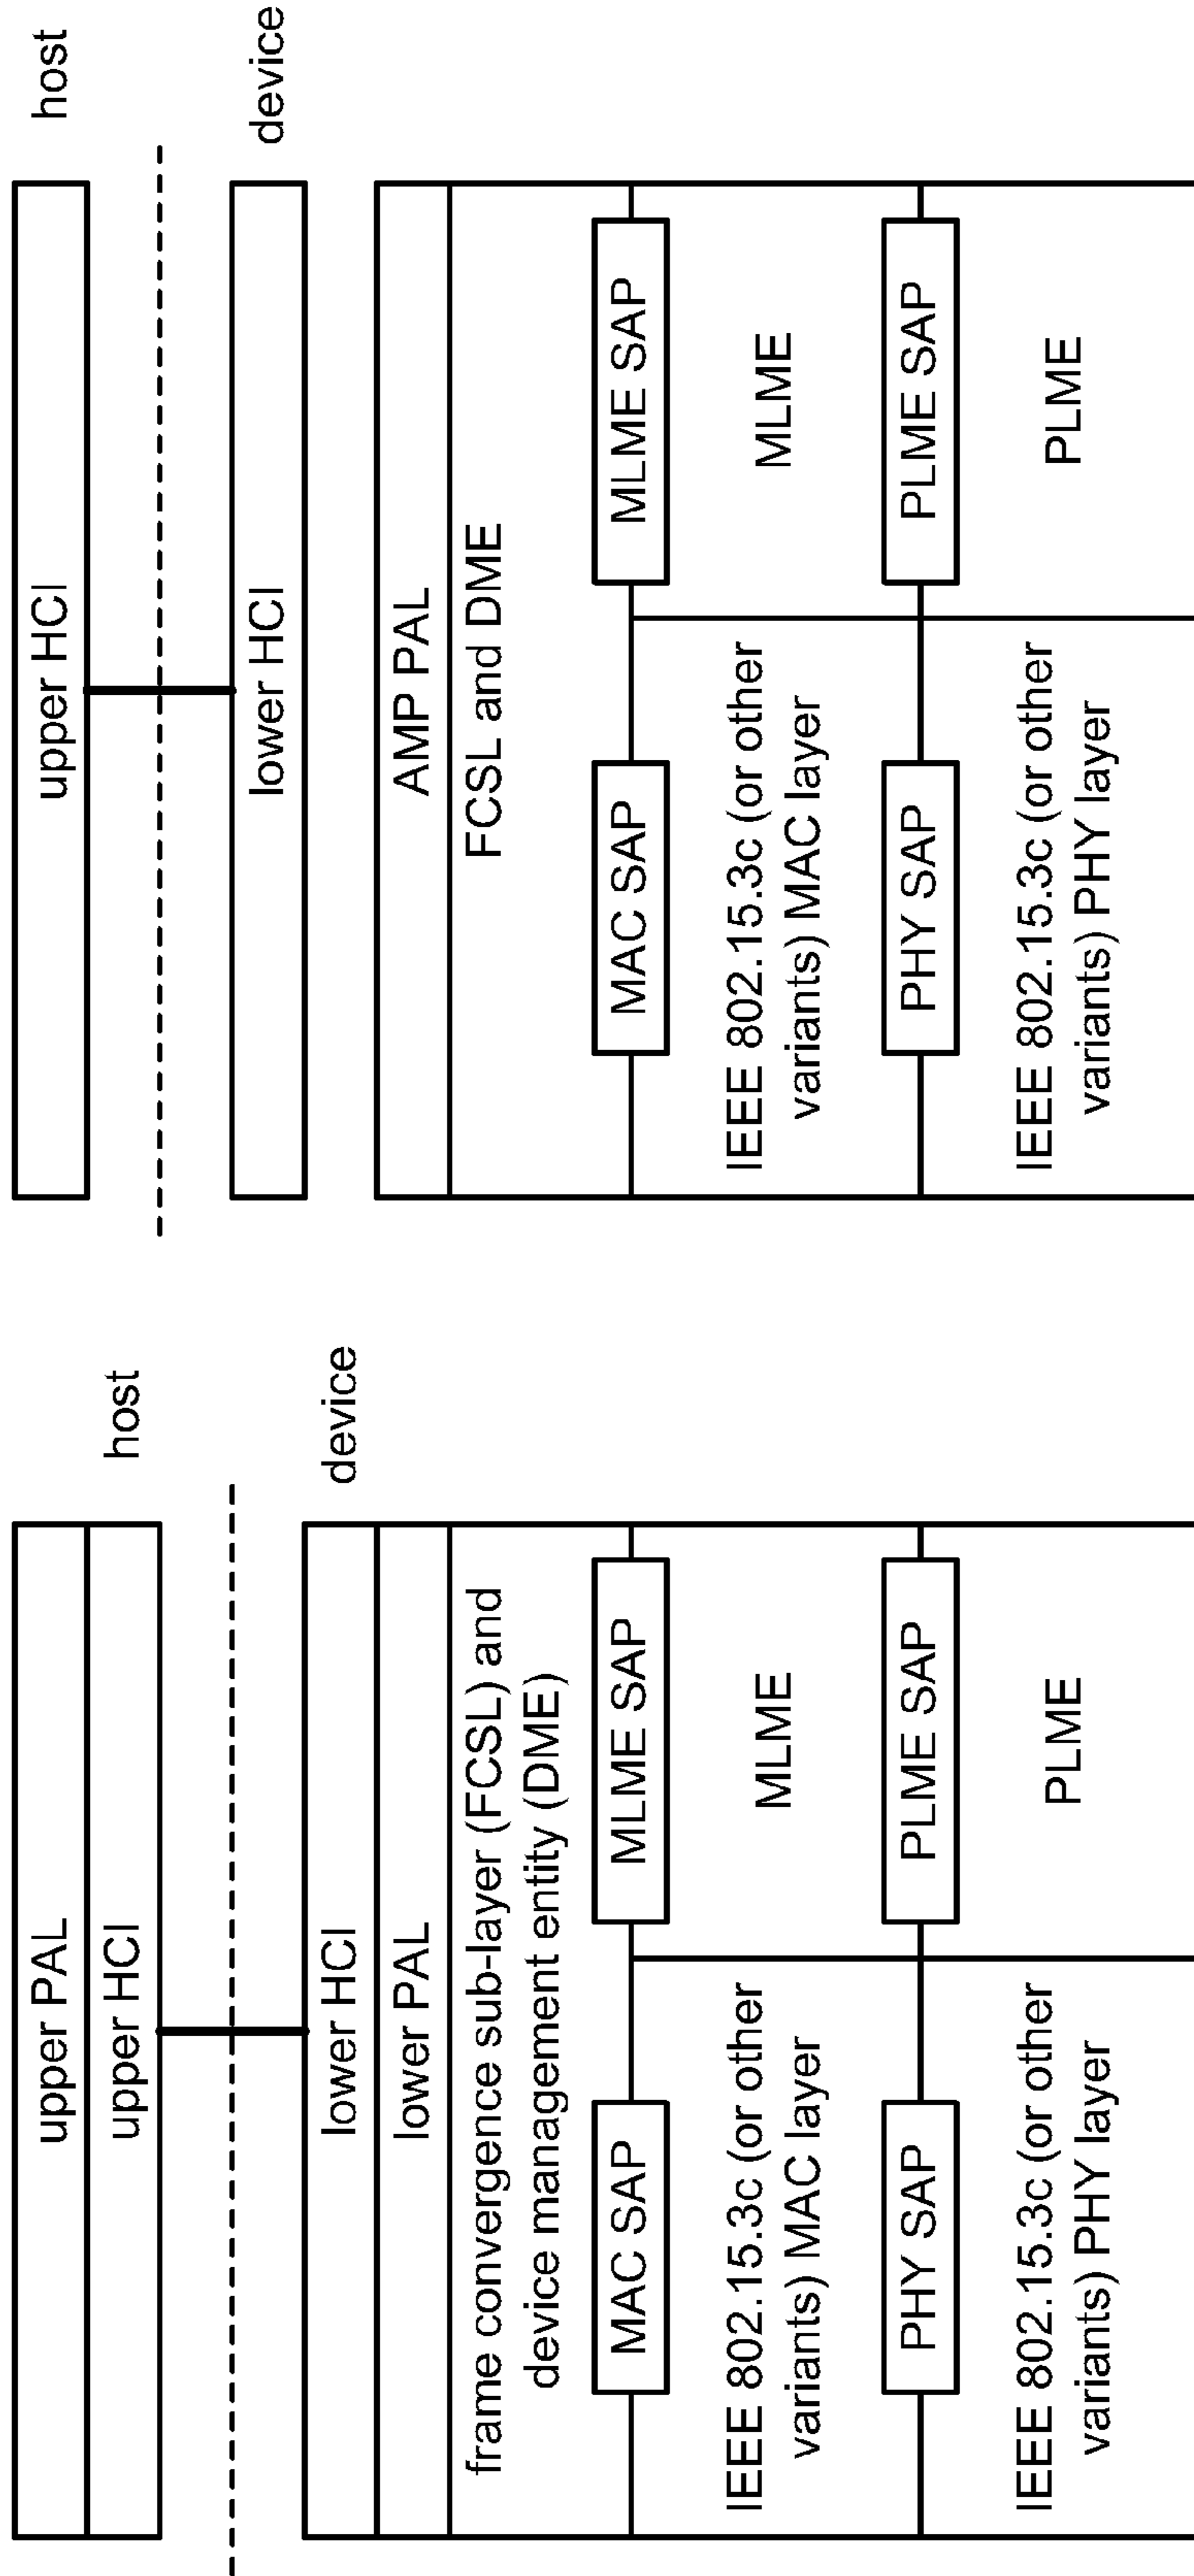 upper PAL
upper HCI
host
device
lower HCI
lower PAL
frame convergence sub-layer (FCSL) and
device management entity (DME)
MAC SAP
MLME SAP
IEEE 802.15.3c (or other
variants) MAC layer
MLME
PHY SAP
PLME SAP
IEEE 802.15.3c (or other
variants) PHY layer
PLME
upper HCI
host
device
lower HCI
AMP PAL
FCSL and DME
MAC SAP
MLME SAP
IEEE 802.15.3c (or other
variants) MAC layer
MLME
PHY SAP
PLME SAP
IEEE 802.15.3c (or other
variants) PHY layer
PLME